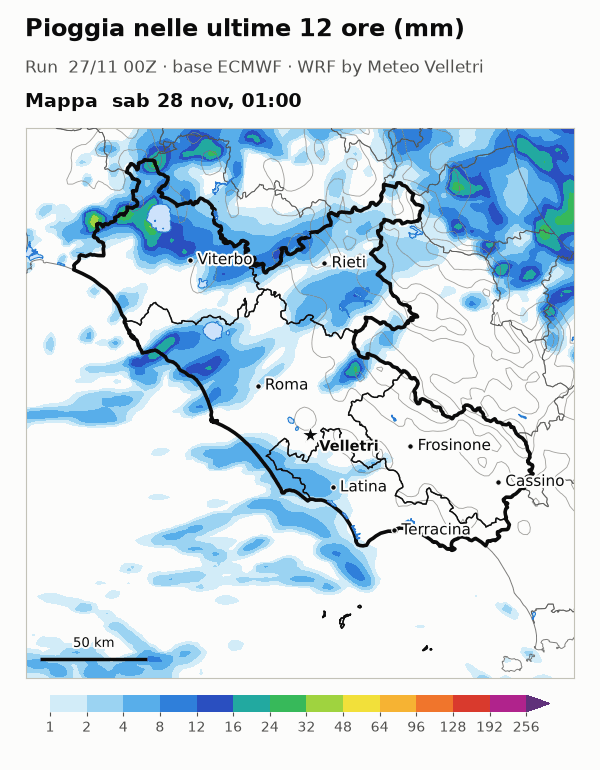 Pioggia nelle ultime 12 ore (mm)
Run  27/11 00Z · base ECMWF · WRF by Meteo Velletri
Mappa  sab 28 nov, 01:00
Viterbo
Rieti
Roma
Velletri
Frosinone
Latina
Cassino
Terracina
50 km
1 2 4 8 12 16 24 32 48 64 96 128 192 256